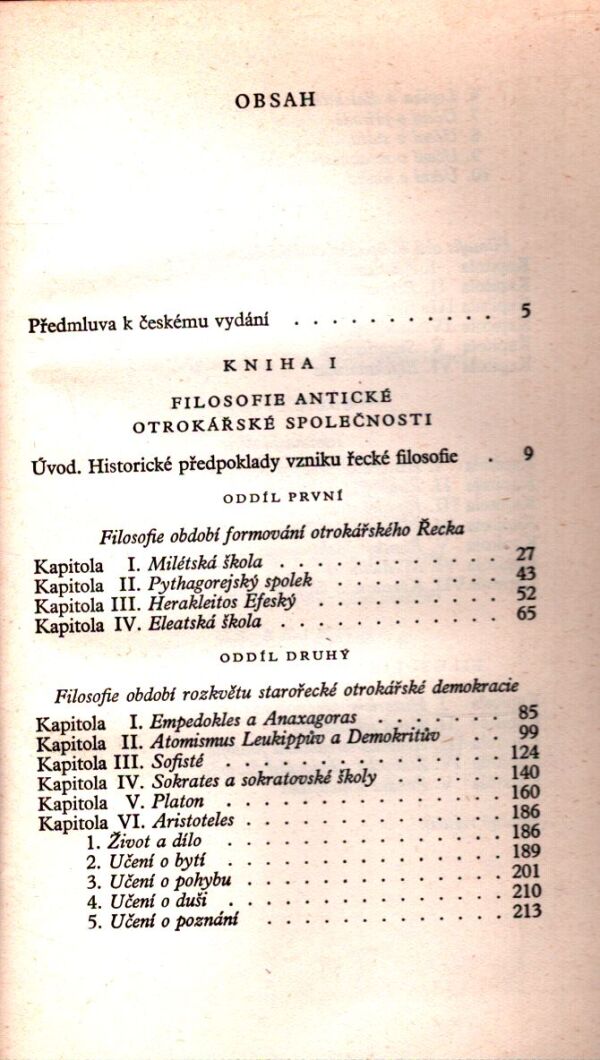 OBSAH
Předmluva k českému vydání . . . . . . . . . . . 5
KNIHA I
FILOSOFIE ANTICKÉ
OTROKÁŘSKÉ SPOLEČNOSTI
Úvod. Historické předpoklady vzniku řecké filosofie . 9
ODDÍL PRVNÍ
Filosofie období formování otrokářského Řecka
Kapitola I. Milétská škola . . . . . . . . . . . 27
Kapitola II. Pythagorejský spolek . . . . . . . . 43
Kapitola III. Herakleitos Efeský . . . . . . . . . 52
Kapitola IV. Eleatská škola . . . . . . . . . . . 65
ODDÍL DRUHÝ
Filosofie období rozkvětu starořecké otrokářské demokracie
Kapitola I. Empedokles a Anaxagoras . . . . . . . 85
Kapitola II. Atomismus Leukippův a Demokritův . . 99
Kapitola III. Sofisté . . . . . . . . . . . . . . 124
Kapitola IV. Sokrates a sokratovské školy . . . . . . 140
Kapitola V. Platon . . . . . . . . . . . . . 160
Kapitola VI. Aristoteles . . . . . . . . . . . . 186
1. Život a dílo . . . . . . . . . . . . . 186
2. Učení o bytí . . . . . . . . . . . . . 189
3. Učení o pohybu . . . . . . . . . . . . 201
4. Učení o duši . . . . . . . . . . . . . 210
5. Učení o poznání . . . . . . . . . . . . 213